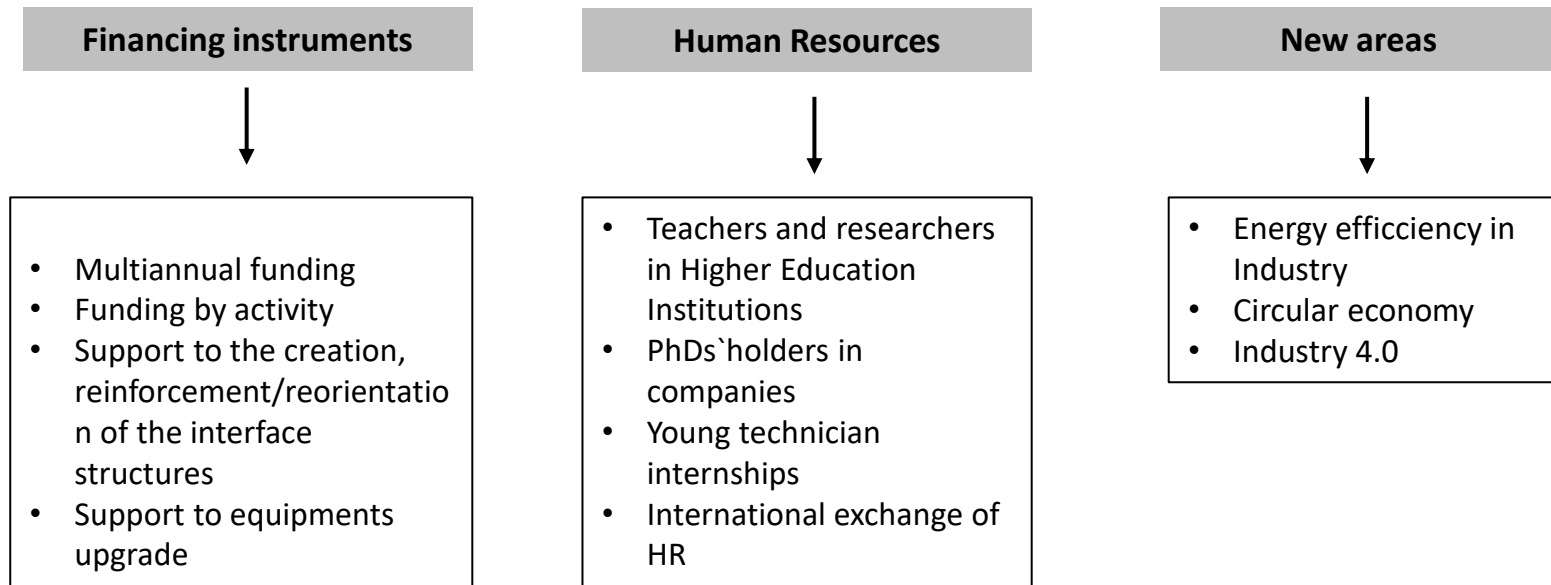 Financing instruments
• Multiannual funding
• Funding by activity
• Support to the creation,
reinforcement/reorientatio
n of the interface
structures
• Support to equipments
upgrade
Human Resources
• Teachers and researchers
in Higher Education
Institutions
• PhDs`holders in
companies
• Young technician
internships
• International exchange of
HR
New areas
• Energy efficciency in
Industry
• Circular economy
• Industry 4.0